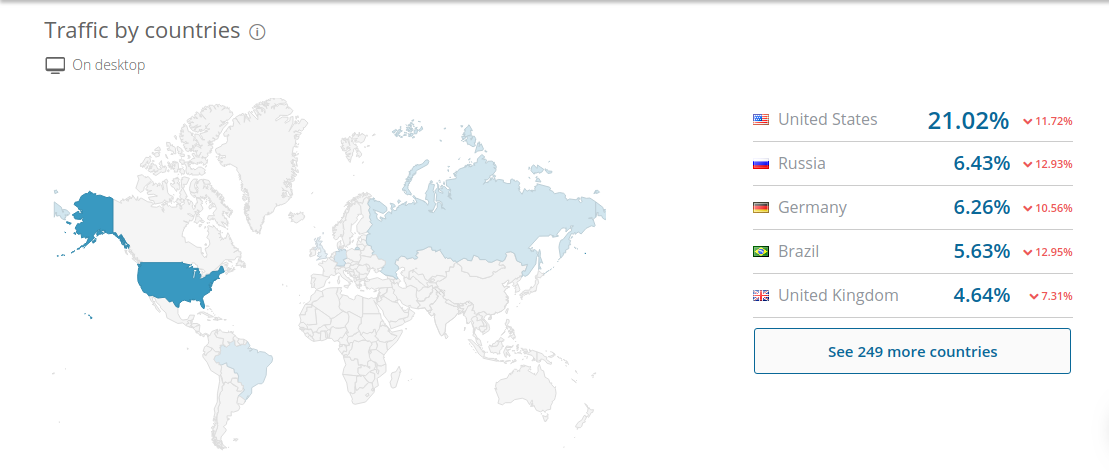 Traffic by countries
On desktop
United States 21.02% 11.72%
Russia 6.43% 12.93%
Germany 6.26% 10.56%
Brazil 5.63% 12.95%
United Kingdom 4.64% 7.31%
See 249 more countries